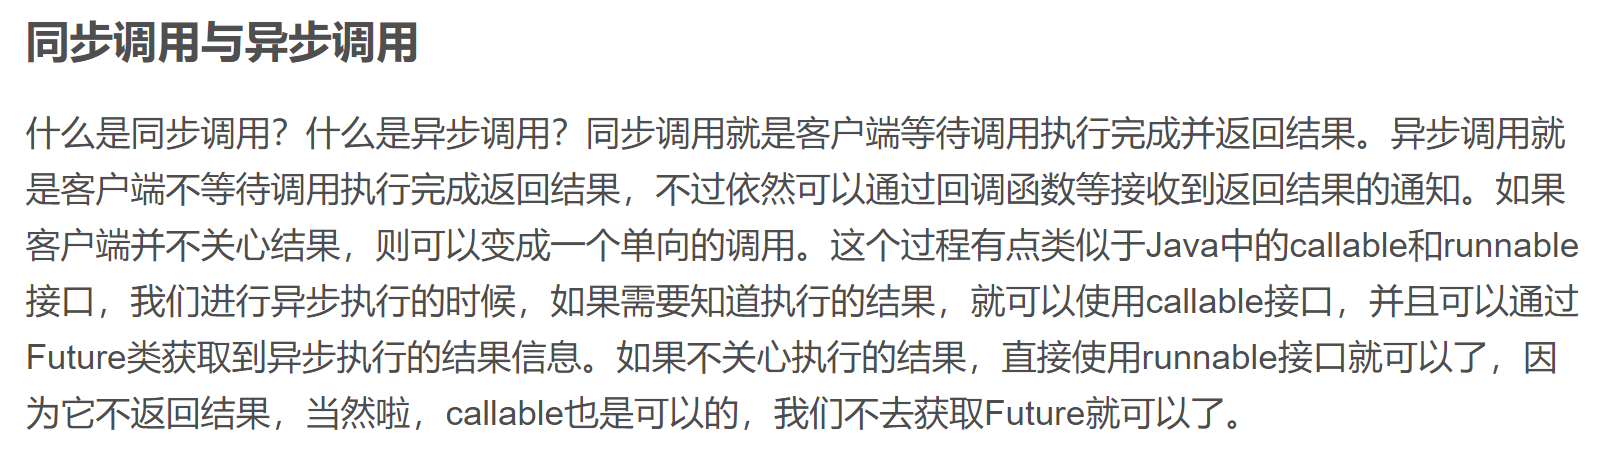 同步调用与异步调用
什么是同步调用？什么是异步调用？同步调用就是客户端等待调用执行完成并返回结果。异步调用就
是客户端不等待调用执行完成返回结果，不过依然可以通过回调函数等接收到返回结果的通知。如果
客户端并不关心结果，则可以变成一个单向的调用。这个过程有点类似于Java中的callable和runnable
接口，我们进行异步执行的时候，如果需要知道执行的结果，就可以使用callable接口，并且可以通过
Future类获取到异步执行的结果信息。如果不关心执行的结果，直接使用runnable接口就可以了，因
为它不返回结果，当然啦，callable也是可以的，我们不去获取Future就可以了。